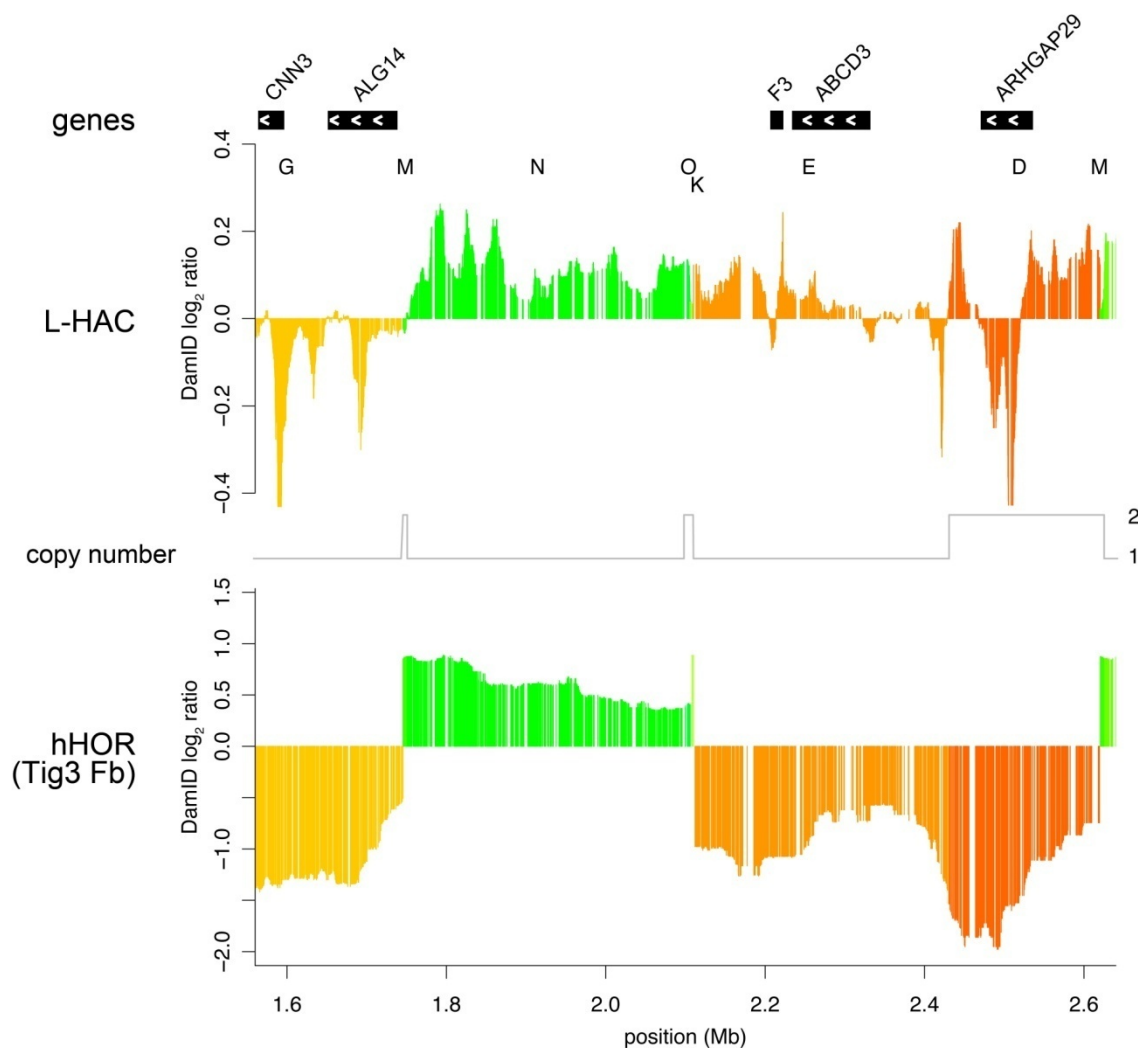 CNN3 ALG14 F3 ABCD3 ARHGAP29
genes
0.4
G M N O K E D M
0.2
DamID log2 ratio
L-HAC
0.0
−0.2
−0.4
copy number
2
1
1.5
1.0
0.5
DamID log2 ratio
hHOR
(Tig3 Fb)
0.0
−1.0
−2.0
1.6 1.8 2.0 2.2 2.4 2.6
position (Mb)